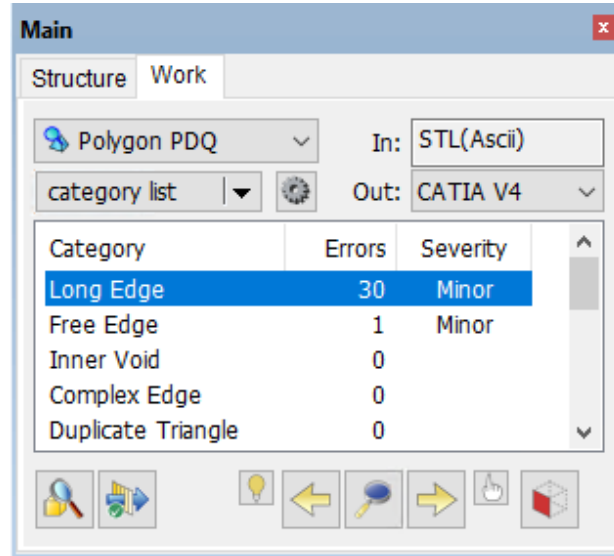 Main
Structure Work
Polygon PDQ In: STL(Ascii)
category list Out: CATIA V4
Category Errors Severity
Long Edge 30 Minor
Free Edge 1 Minor
Inner Void 0
Complex Edge 0
Duplicate Triangle 0